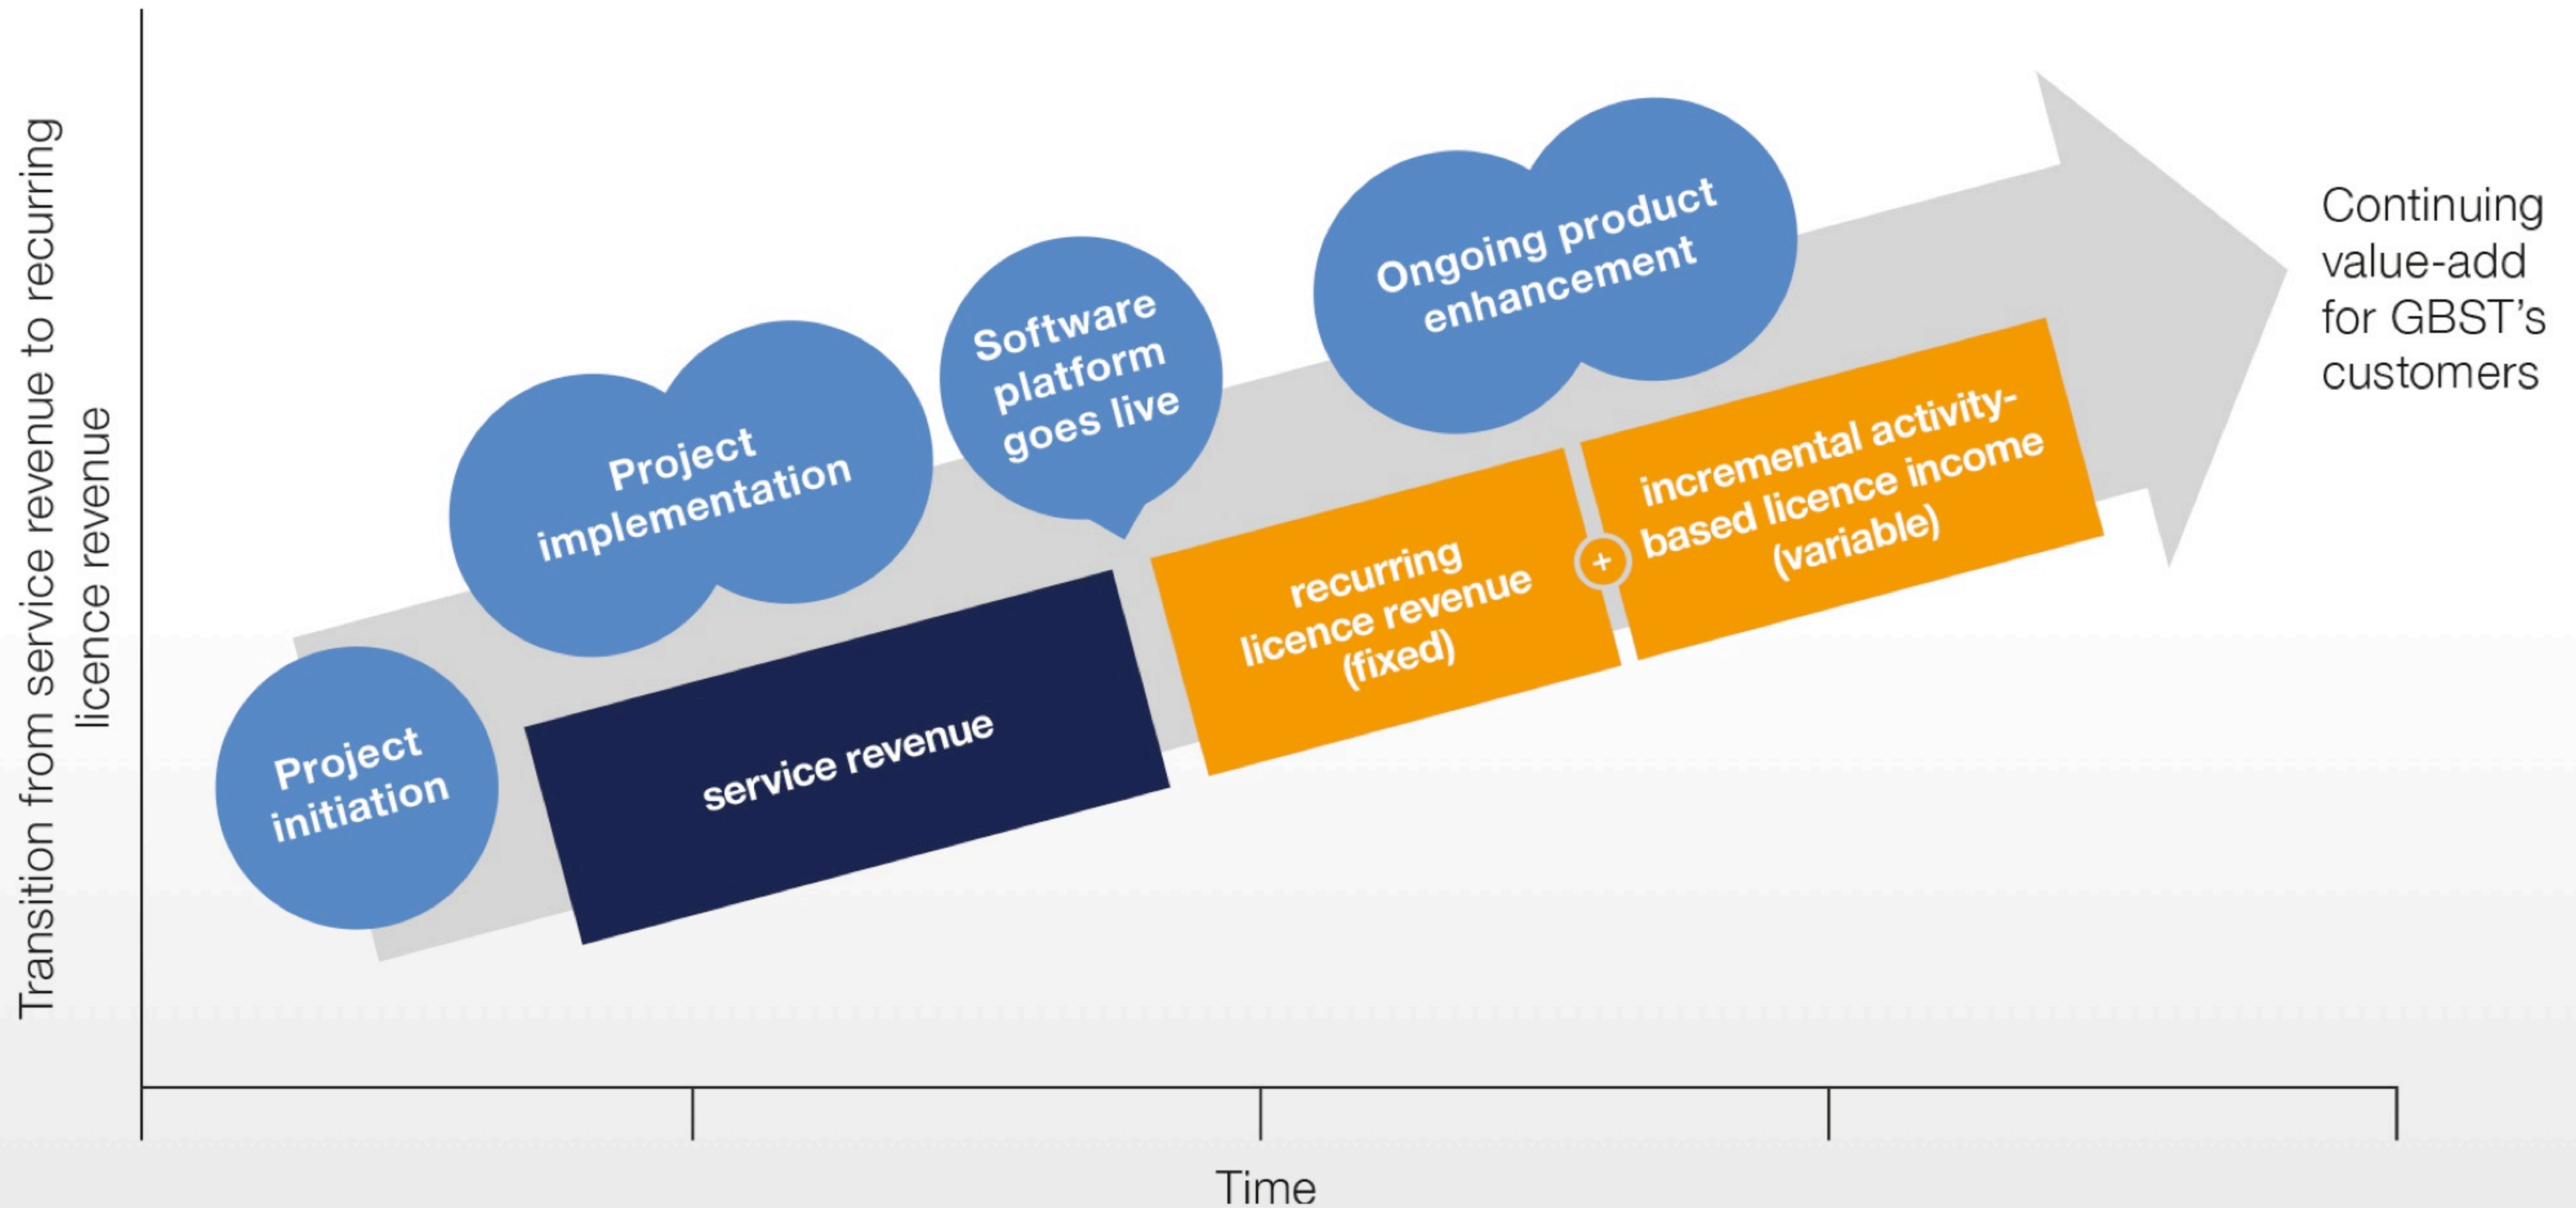 Transition from service revenue to recurring
licence revenue
Project
initiation
Project
implementation
Software
platform
goes live
Ongoing product
enhancement
service revenue
recurring
licence revenue
(fixed)
+
incremental activity-
based licence income
(variable)
Continuing
value-add
for GBST’s
customers
Time